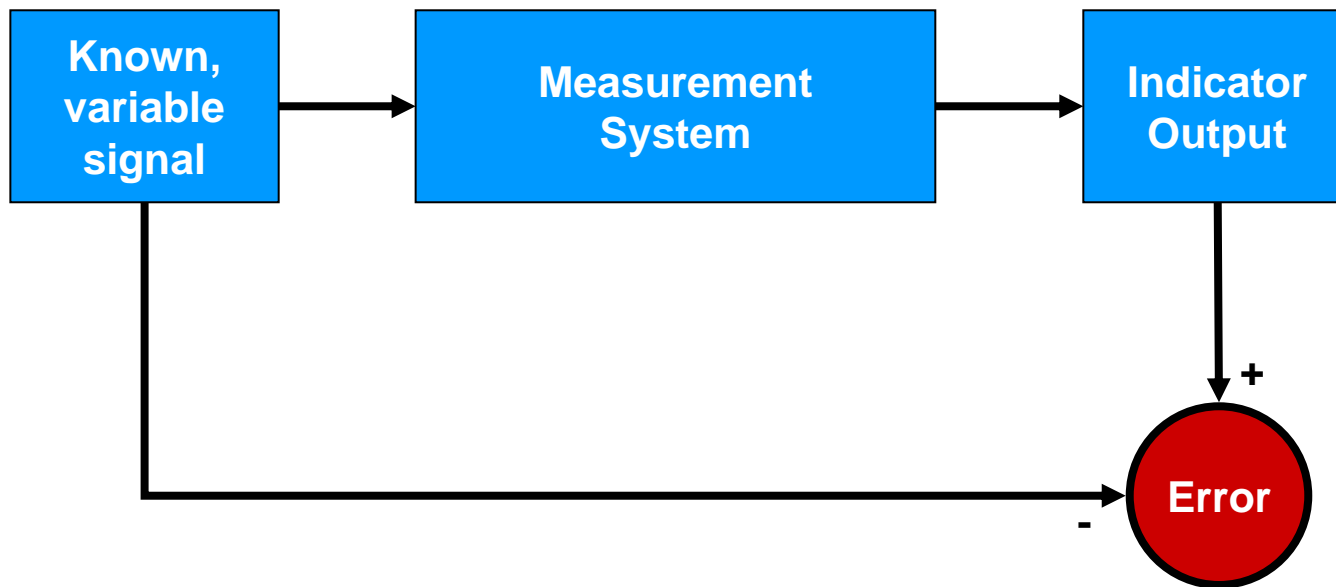 Known,
variable
signal
Measurement
System
Indicator
Output
+
-
Error